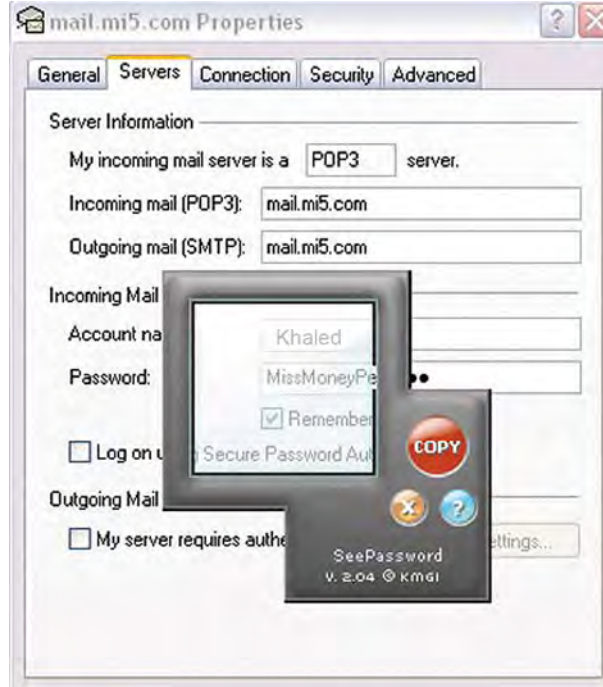 mail.mi5.com Properties
General Servers Connection Security Advanced
Server Information
My incoming mail server is a POP3 server.
Incoming mail (POP3): mail.mi5.com
Outgoing mail (SMTP): mail.mi5.com
Incoming Mail
Account na Khaled
Password: MissMoneyPe
Remember
Log on u Secure Password Aut
COPY
Outgoing Mail
My server requires authe ettings...
SeePassword
v. 2.04 © KMGI